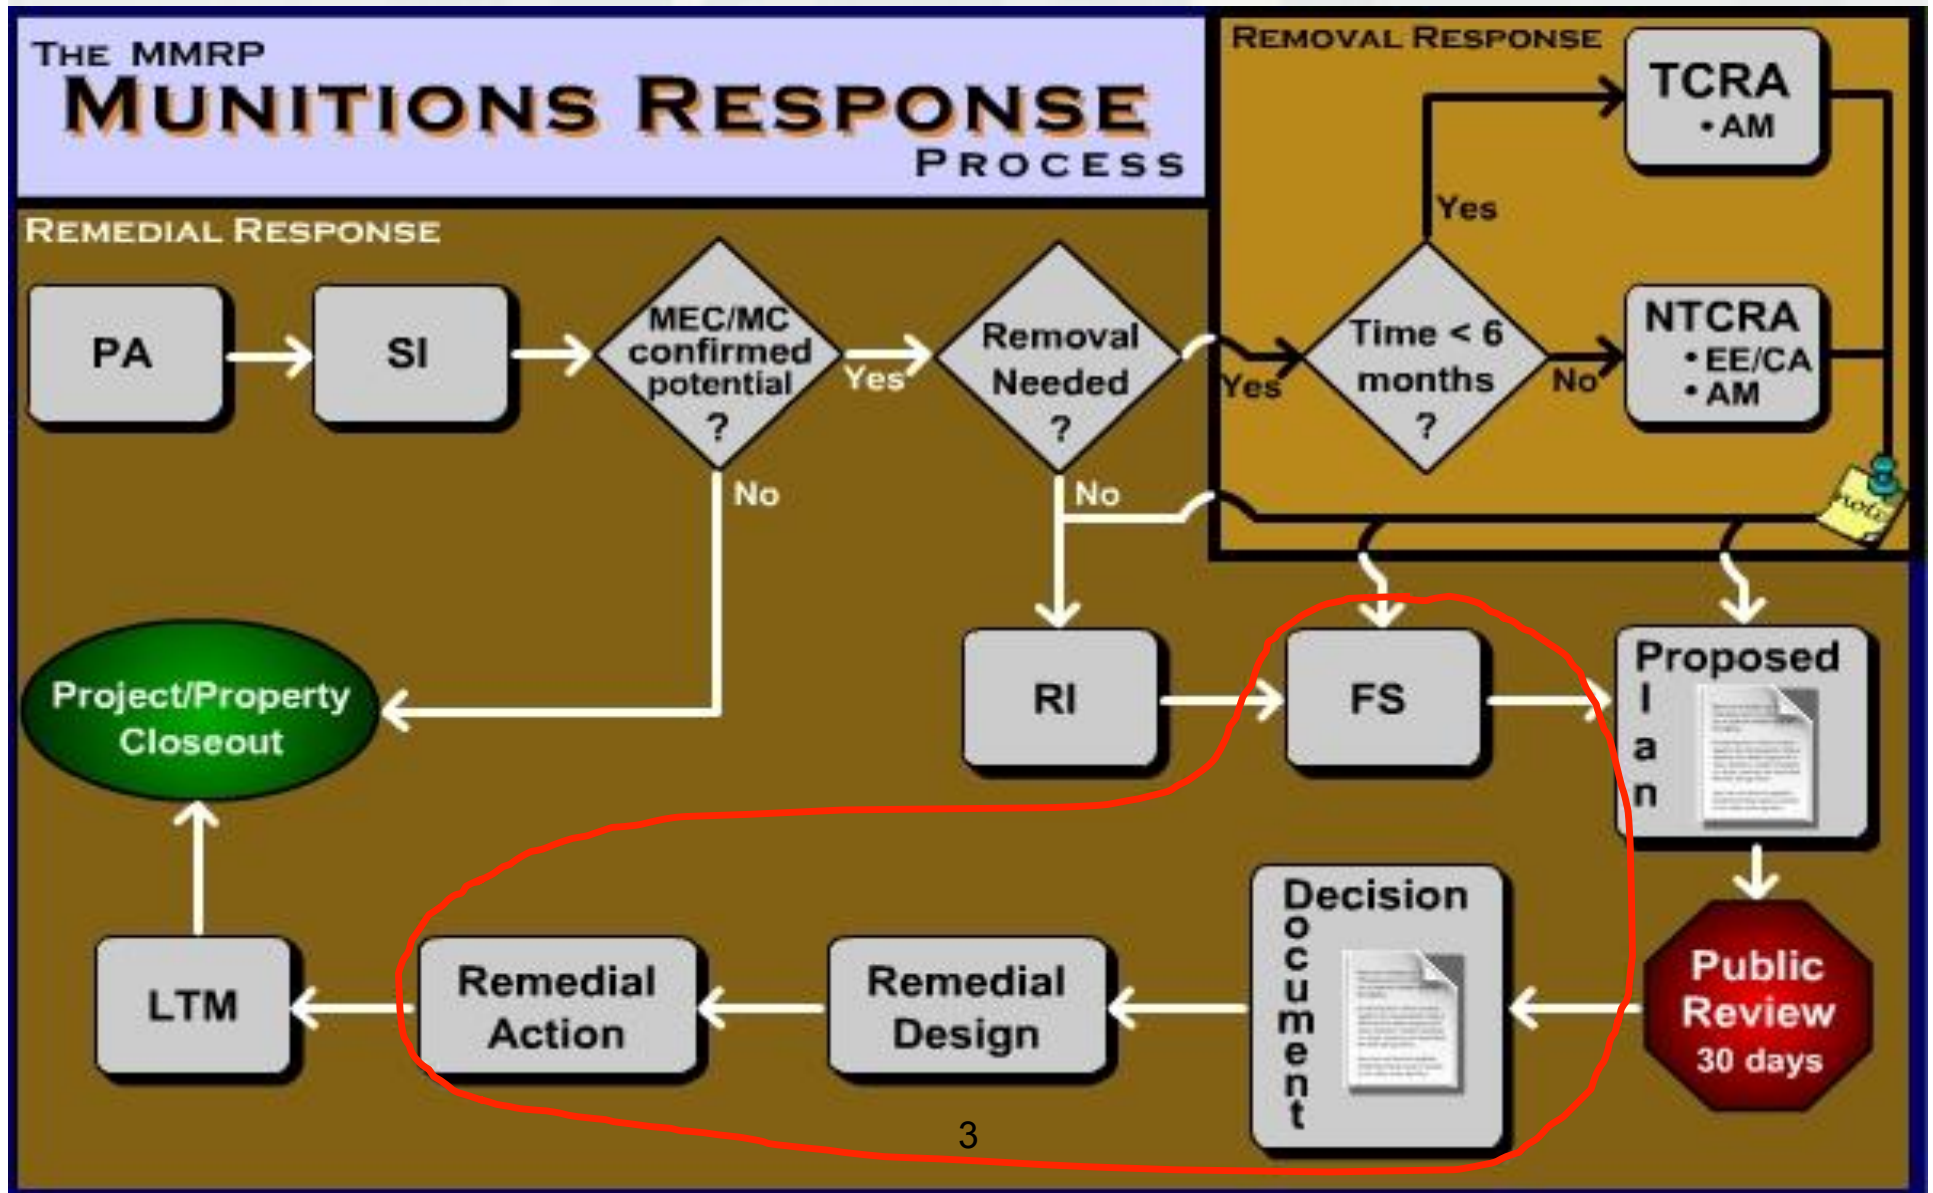 THE MMRP
MUNITIONS RESPONSE
PROCESS
REMOVAL RESPONSE
TCRA
• AM
Yes
REMEDIAL RESPONSE
PA
SI
MEC/MC
confirmed
potential
?
Yes
Removal
Needed
?
Yes
Time < 6
months
?
No
NTCRA
• EE/CA
• AM
No
No
note
Project/Property
Closeout
RI
FS
Proposed
Plan
LTM
Remedial
Action
Remedial
Design
Decision
Document
Public
Review
30 days
3